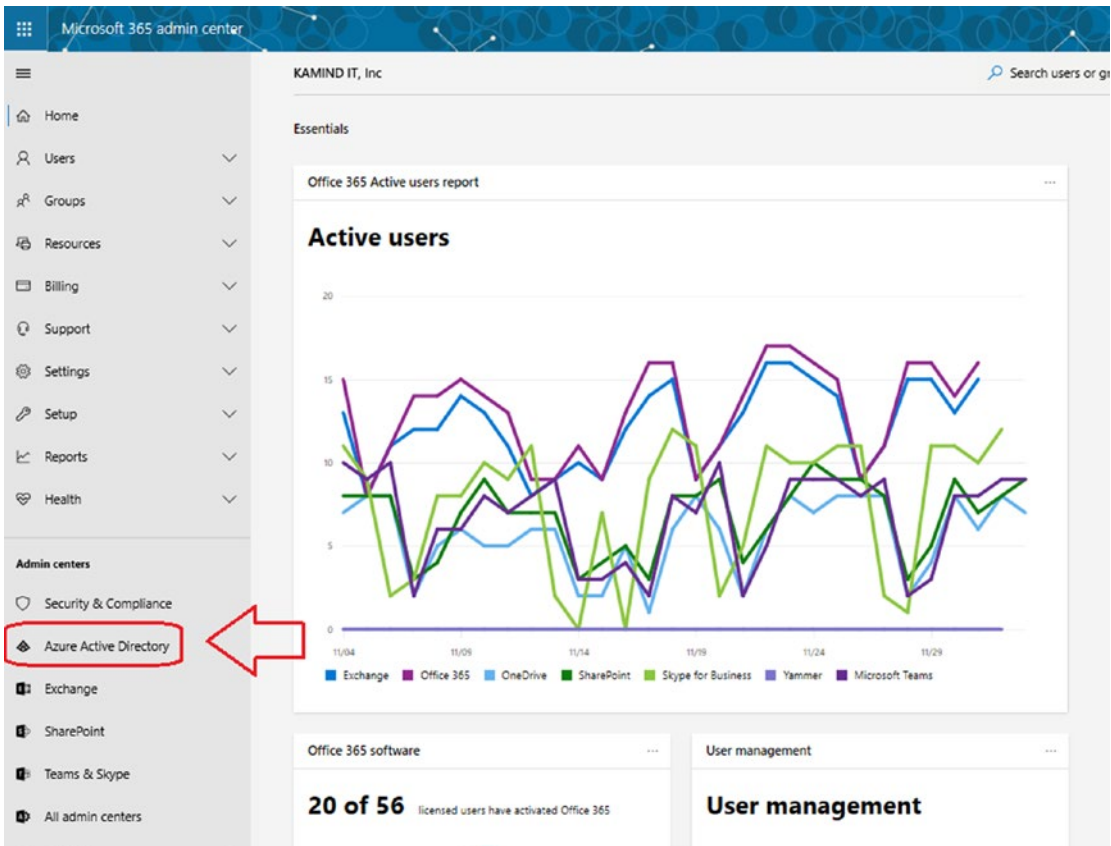 Microsoft 365 admin center
KAMIND IT, Inc
Search users or gr
Home
Users
Groups
Resources
Billing
Support
Settings
Setup
Reports
Health
Admin centers
Security & Compliance
Azure Active Directory
Exchange
SharePoint
Teams & Skype
All admin centers
Essentials
Office 365 Active users report
Active users
20
15
10
5
0
11/04 11/09 11/14 11/19 11/24 11/29
Exchange Office 365 OneDrive SharePoint Skype for Business Yammer Microsoft Teams
Office 365 software
20 of 56 licensed users have activated Office 365
User management
User management